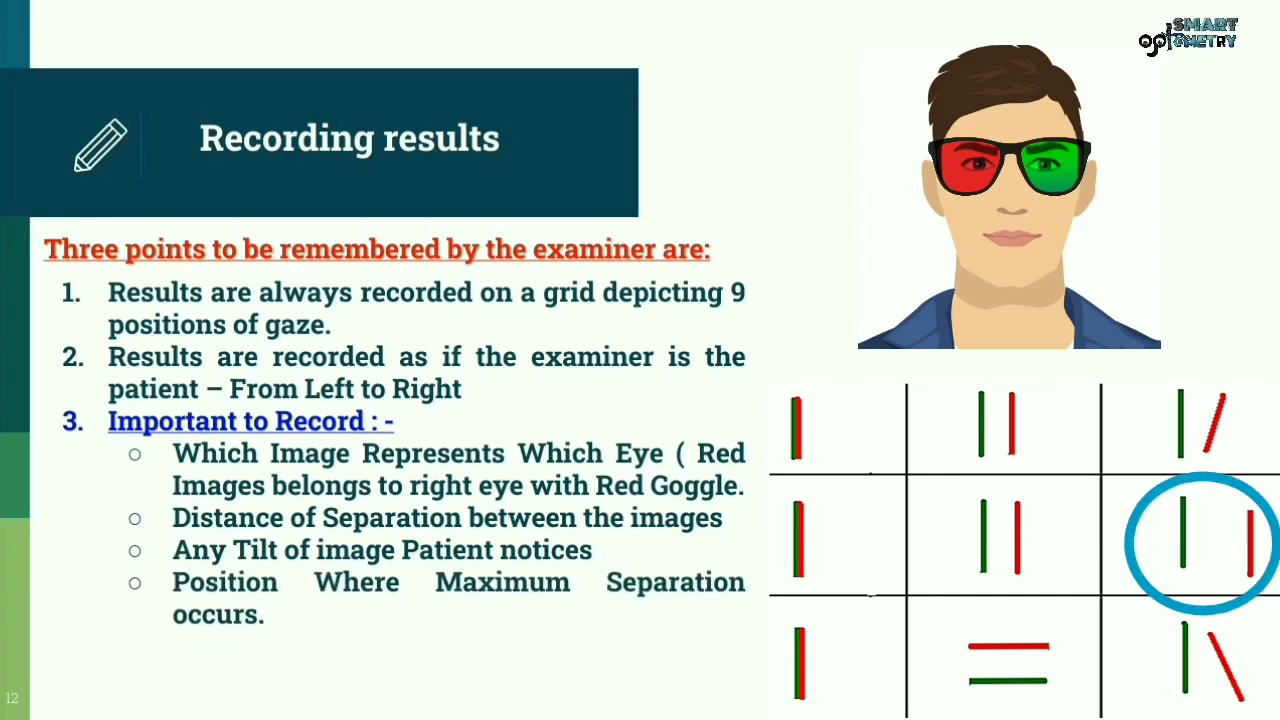 SMART
optOMETRY
Recording results
Three points to be remembered by the examiner are:
1. Results are always recorded on a grid depicting 9
positions of gaze.
2. Results are recorded as if the examiner is the
patient – From Left to Right
3. Important to Record : -
○ Which Image Represents Which Eye ( Red
Images belongs to right eye with Red Goggle.
○ Distance of Separation between the images
○ Any Tilt of image Patient notices
○ Position Where Maximum Separation
occurs.
12